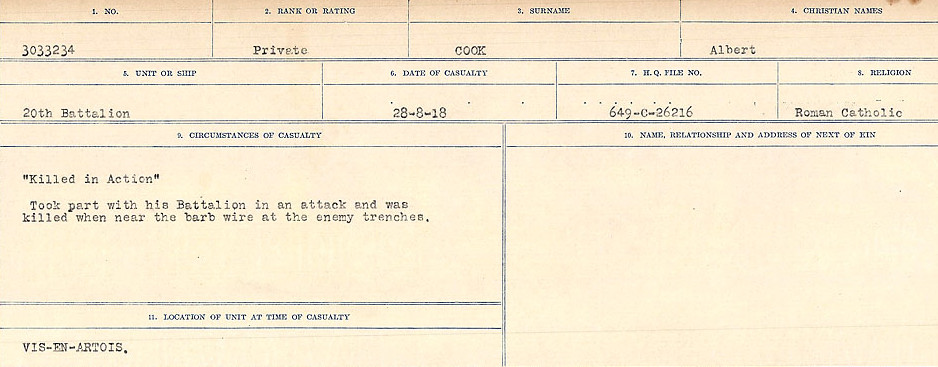 1. NO.
2. RANK OR RATING
3. SURNAME
4. CHRISTIAN NAMES
3033234
Private
COOK
Albert
5. UNIT OR SHIP
6. DATE OF CASUALTY
7. H. Q. FILE NO.
8. RELIGION
20th Battalion
28-8-18
649-C-26216
Roman Catholic
9. CIRCUMSTANCES OF CASUALTY
10. NAME, RELATIONSHIP AND ADDRESS OF NEXT OF KIN
"Killed in Action"
Took part with his Battalion in an attack and was
killed when near the barb wire at the enemy trenches.
11. LOCATION OF UNIT AT TIME OF CASUALTY
VIS-EN-ARTOIS.